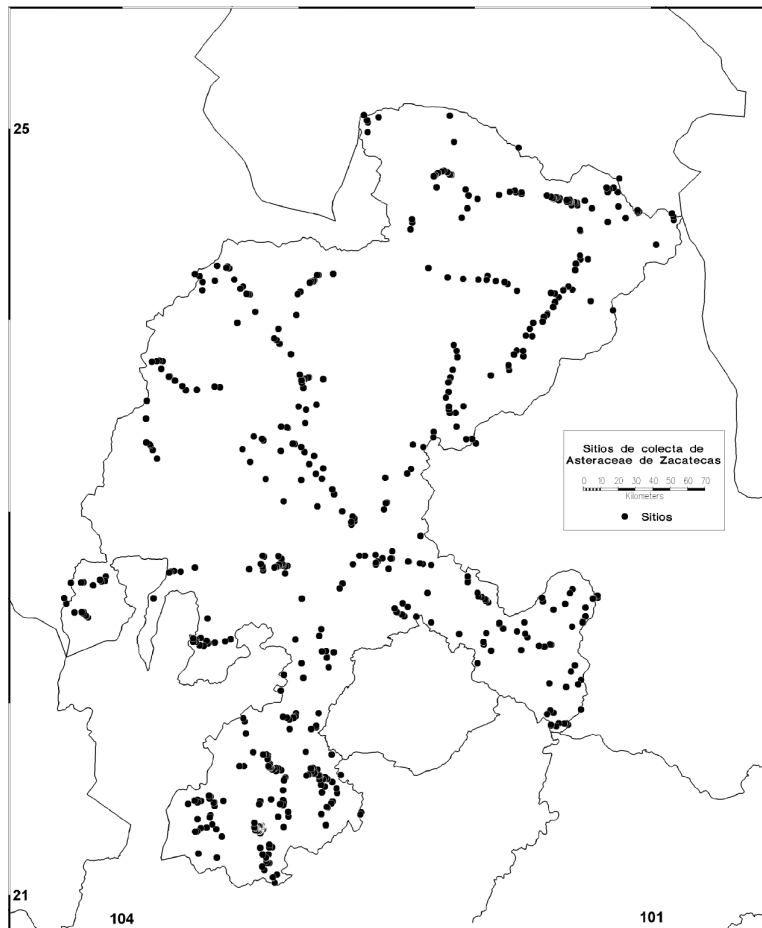 25
Sitios de colecta de
Asteraceae de Zacatecas
0 10 20 30 40 50 60 70
Kilometers
Sitios
21
104
101